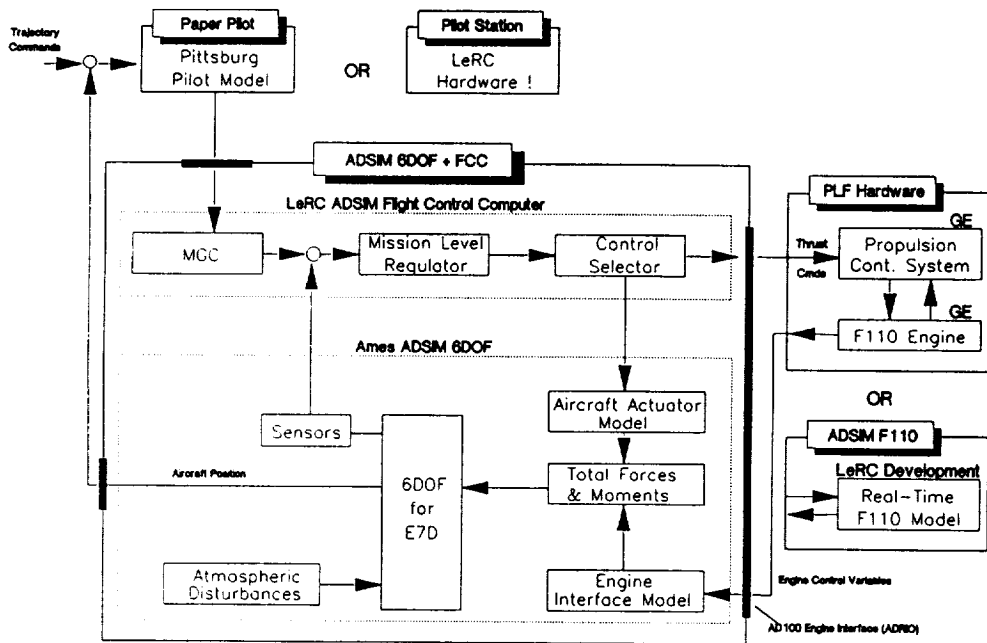 Trajectory
Commands
Paper Pilot
Pittsburg
Pilot Model
OR
Pilot Station
LeRC
Hardware !
ADSIM 6DOF + FCC
LeRC ADSIM Flight Control Computer
MGC
Mission Level
Regulator
Control
Selector
PLF Hardware
GE
Thrust
Cmds
Propulsion
Cont. System
GE
F110 Engine
Ames ADSIM 6DOF
OR
Sensors
Aircraft Actuator
Model
ADSIM F110
LeRC Development
Aircraft Position
6DOF
for
E7D
Total Forces
& Moments
Real-Time
F110 Model
Atmospheric
Disturbances
Engine
Interface Model
Engine Control Variables
AD100 Engine Interface (ADRIO)